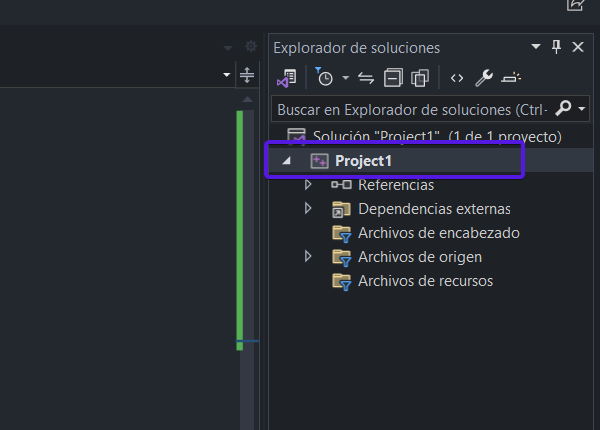 Explorador de soluciones
Buscar en Explorador de soluciones (Ctrl-
Solución "Project1" (1 de 1 proyecto)
Project1
Referencias
Dependencias externas
Archivos de encabezado
Archivos de origen
Archivos de recursos